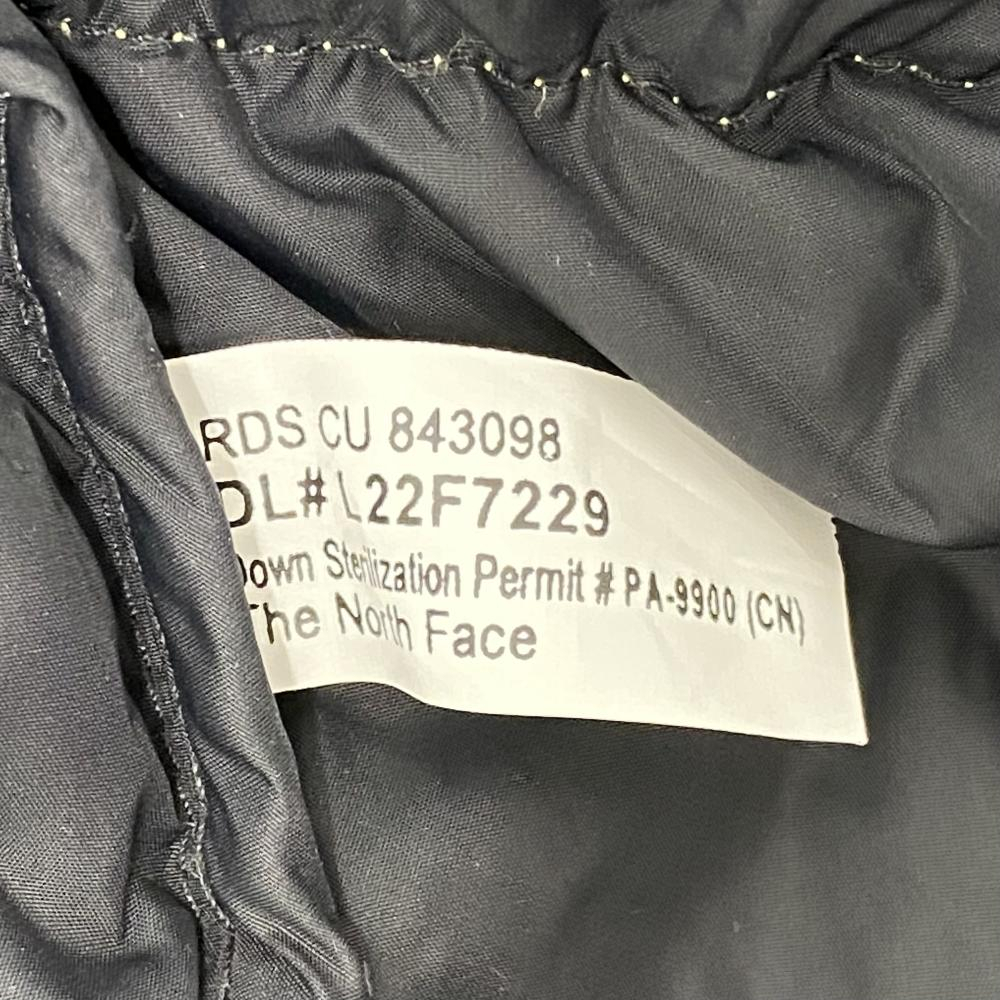 RDS CU 843098
DL# L22F7229
Down Sterilization Permit # PA-9900 (CN)
The North Face